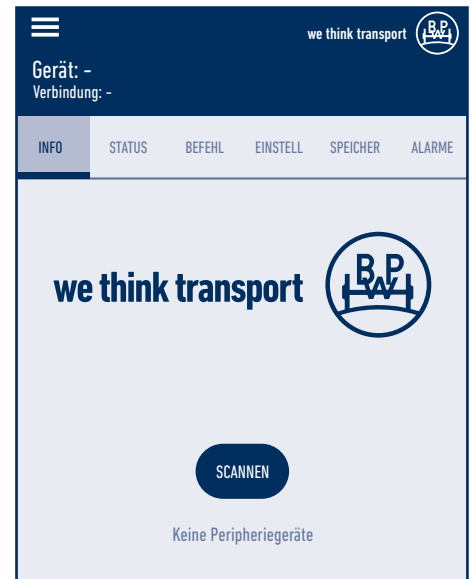 we think transport BPW
Gerät: -
Verbindung: -
INFO STATUS BEFEHL EINSTELL SPEICHER ALARME
we think transport BPW
SCANNEN
Keine Peripheriegeräte